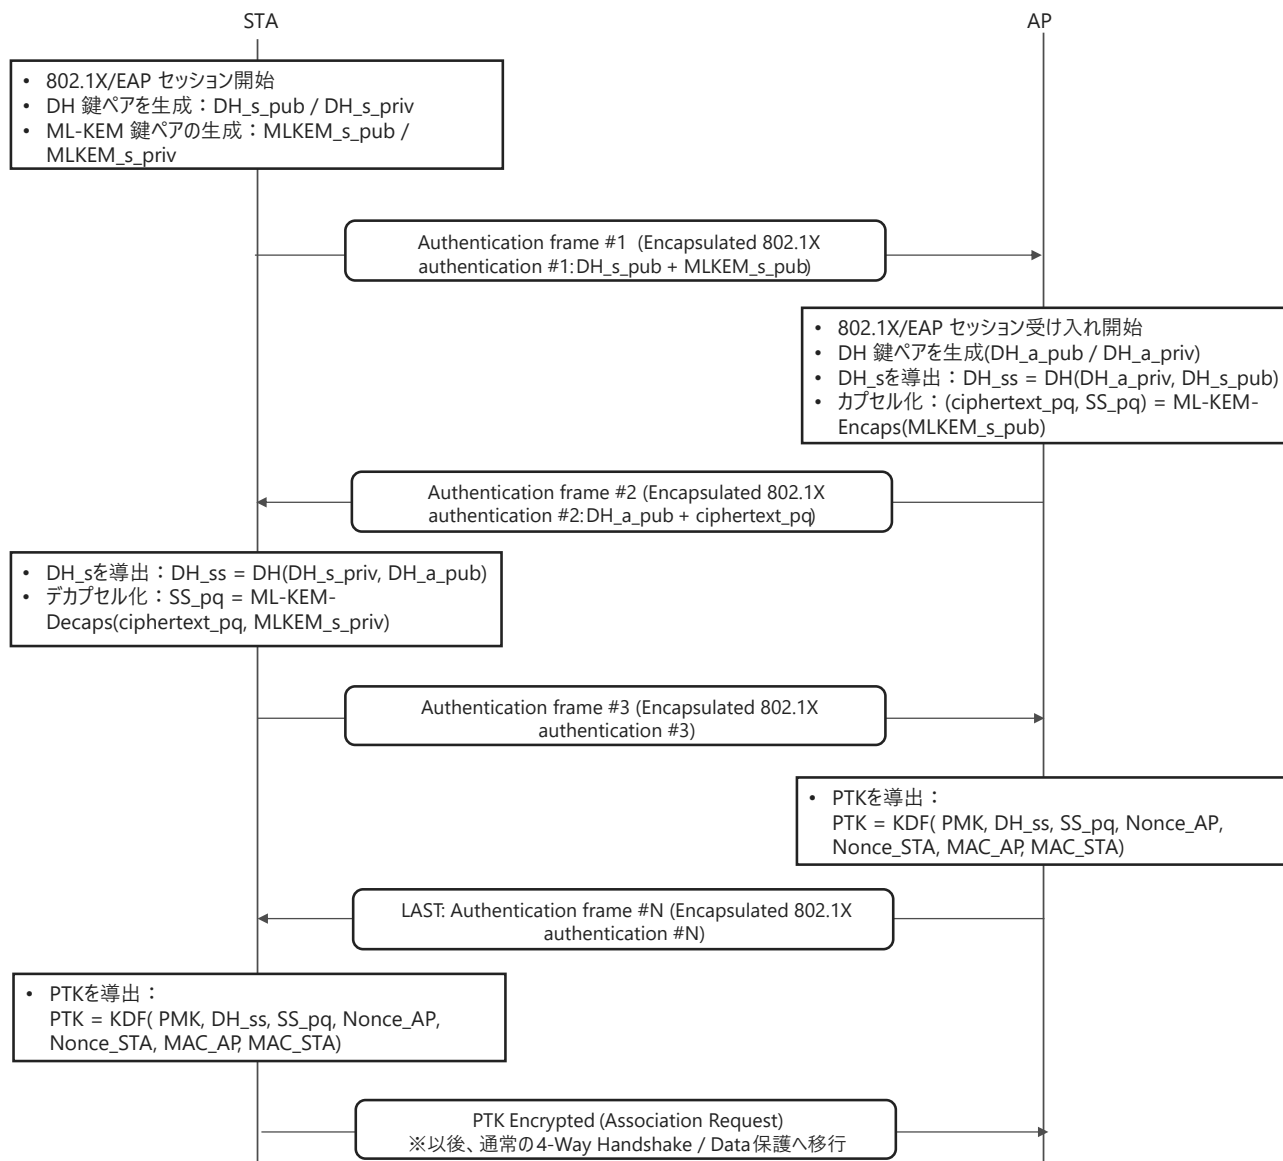 STA
AP
• 802.1X/EAP セッション開始
• DH 鍵ペアを生成：DH_s_pub / DH_s_priv
• ML-KEM 鍵ペアの生成：MLKEM_s_pub /
MLKEM_s_priv
Authentication frame #1 (Encapsulated 802.1X
authentication #1:DH_s_pub + MLKEM_s_pub)
• 802.1X/EAP セッション受け入れ開始
• DH 鍵ペアを生成(DH_a_pub / DH_a_priv)
• DH_sを導出：DH_ss = DH(DH_a_priv, DH_s_pub)
• カプセル化：(ciphertext_pq, SS_pq) = ML-KEM-
Encaps(MLKEM_s_pub)
Authentication frame #2 (Encapsulated 802.1X
authentication #2:DH_a_pub + ciphertext_pq)
• DH_sを導出：DH_ss = DH(DH_s_priv, DH_a_pub)
• デカプセル化：SS_pq = ML-KEM-
Decaps(ciphertext_pq, MLKEM_s_priv)
Authentication frame #3 (Encapsulated 802.1X
authentication #3)
• PTKを導出：
PTK = KDF( PMK, DH_ss, SS_pq, Nonce_AP,
Nonce_STA, MAC_AP, MAC_STA)
LAST: Authentication frame #N (Encapsulated 802.1X
authentication #N)
• PTKを導出：
PTK = KDF( PMK, DH_ss, SS_pq, Nonce_AP,
Nonce_STA, MAC_AP, MAC_STA)
PTK Encrypted (Association Request)
※以後、通常の4-Way Handshake / Data保護へ移行